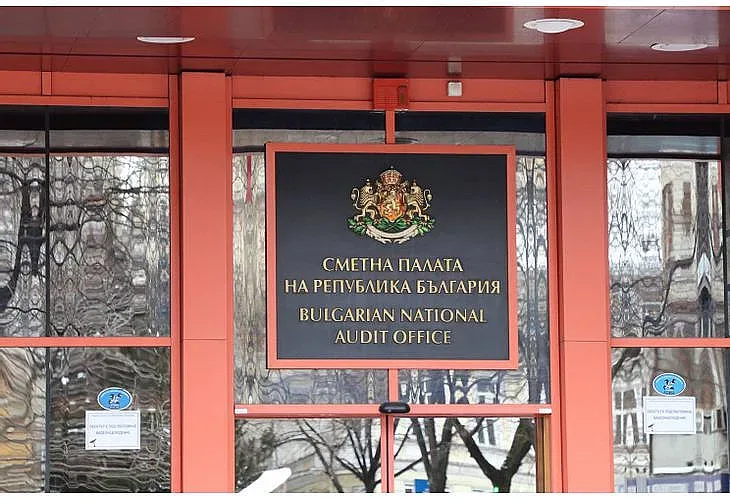 СМЕТНА ПАЛАТА
НА РЕПУБЛИКА БЪЛГАРИЯ
BULGARIAN NATIONAL
AUDIT OFFICE